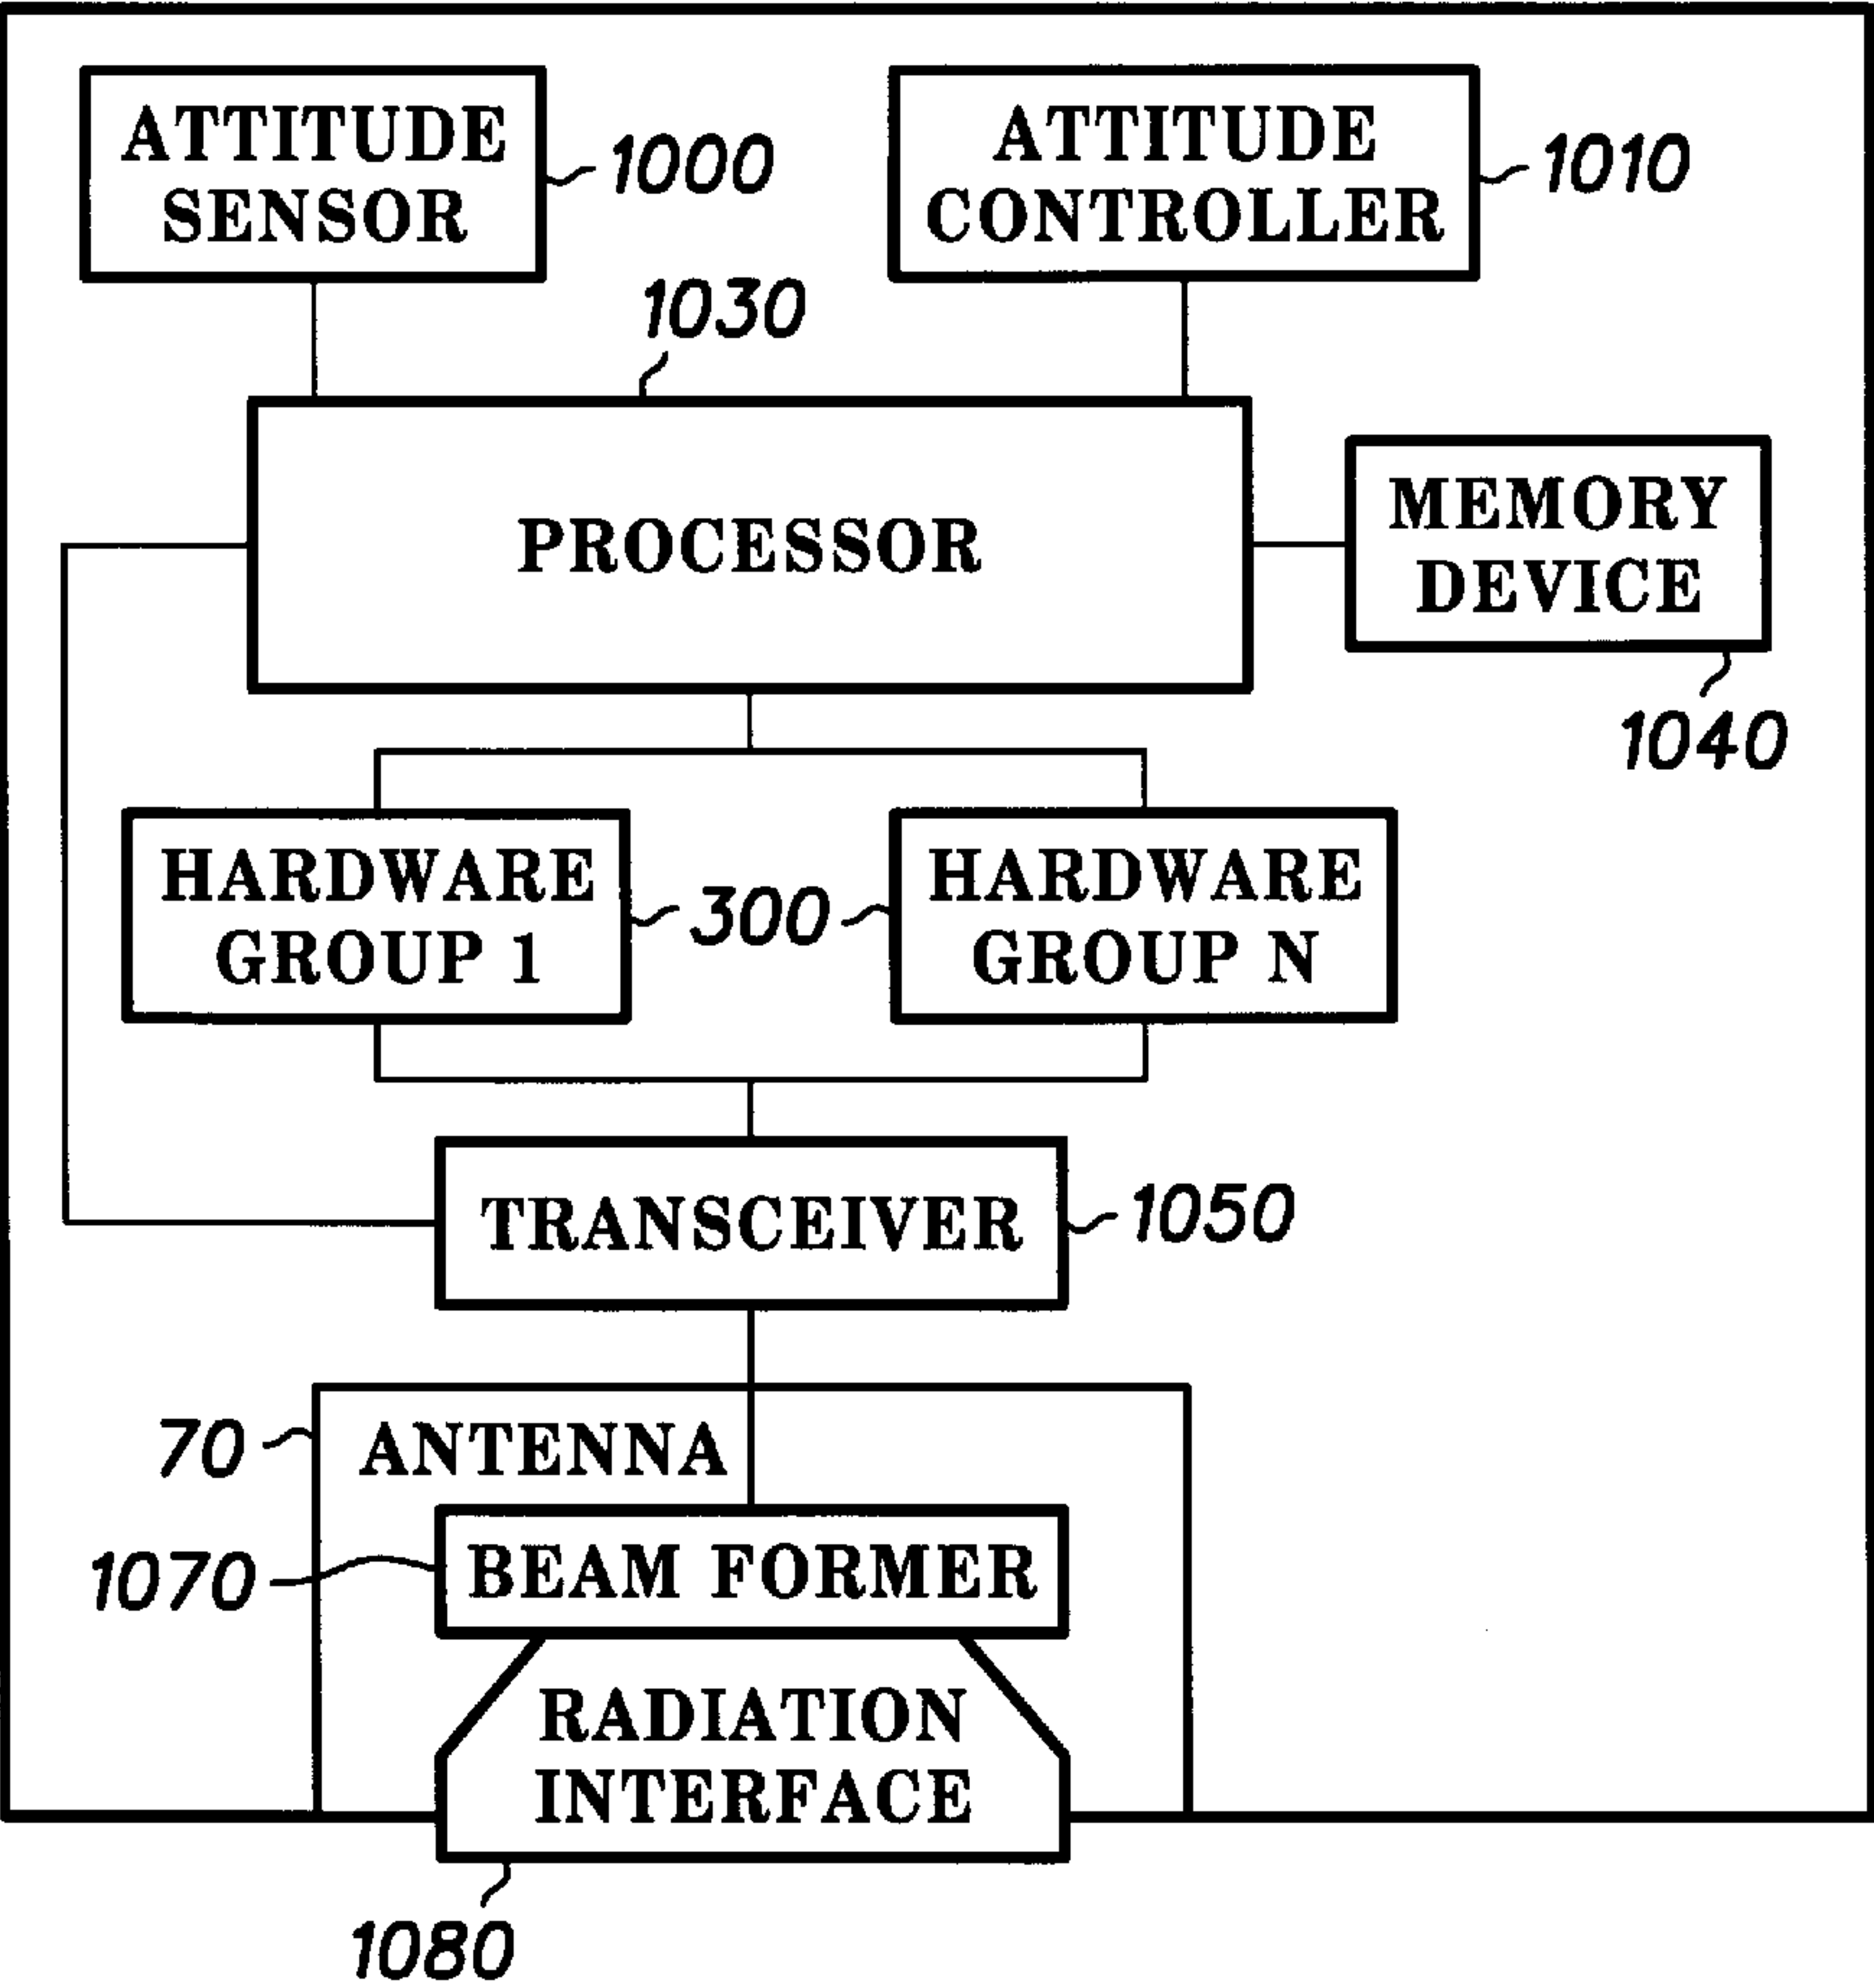 ATTITUDE
SENSOR
1000
ATTITUDE
CONTROLLER
1010
1030
PROCESSOR
MEMORY
DEVICE
1040
HARDWARE
GROUP 1
300
HARDWARE
GROUP N
TRANSCEIVER
1050
70
ANTENNA
1070
BEAM FORMER
RADIATION
INTERFACE
1080